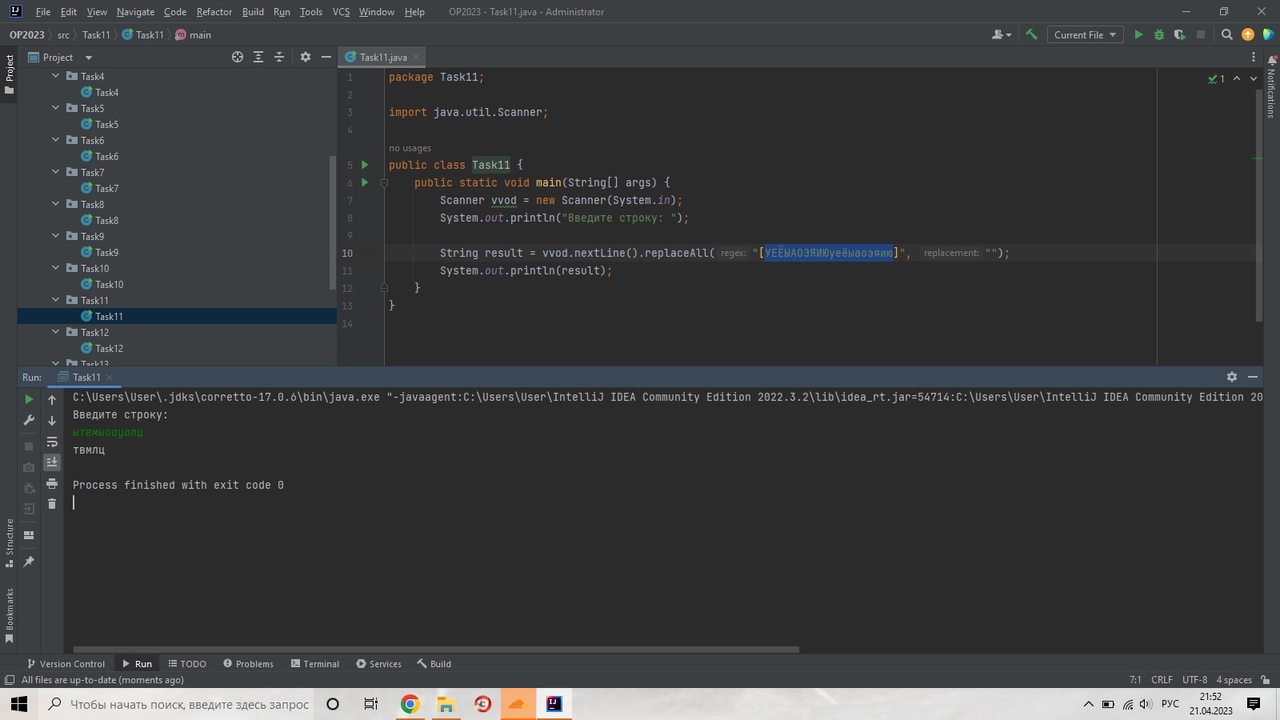 File Edit View Navigate Code Refactor Build Run Tools VCS Window Help OP2023 - Task11.java - Administrator
OP2023 src Task11 Task11 main Current File
Project Task11.java
Project
Notifications
Task4
Task4
Task5
Task5
Task6
Task6
Task7
Task7
Task8
Task8
Task9
Task9
Task10
Task10
Task11
Task11
Task12
Task12
Task13
1 package Task11;
2
3 import java.util.Scanner;
4
no usages
5 public class Task11 {
6 public static void main(String[] args) {
7 Scanner vvod = new Scanner(System.in);
8 System.out.println("Введите строку: ");
9
10 String result = vvod.nextLine().replaceAll( regex: "[УЕЁЫАОЭЯИЮуеёыаоэяию]", replacement: "");
11 System.out.println(result);
12 }
13 }
14
1
Run: Task11
C:\Users\User\.jdks\corretto-17.0.6\bin\java.exe "-javaagent:C:\Users\User\IntelliJ IDEA Community Edition 2022.3.2\lib\idea_rt.jar=54714:C:\Users\User\IntelliJ IDEA Community Edition 20
Введите строку:
твмлц
Process finished with exit code 0
Structure
Bookmarks
Version Control Run TODO Problems Terminal Services Build
All files are up-to-date (moments ago) 7:1 CRLF UTF-8 4 spaces
Чтобы начать поиск, введите здесь запрос
РУС
21:52
21.04.2023